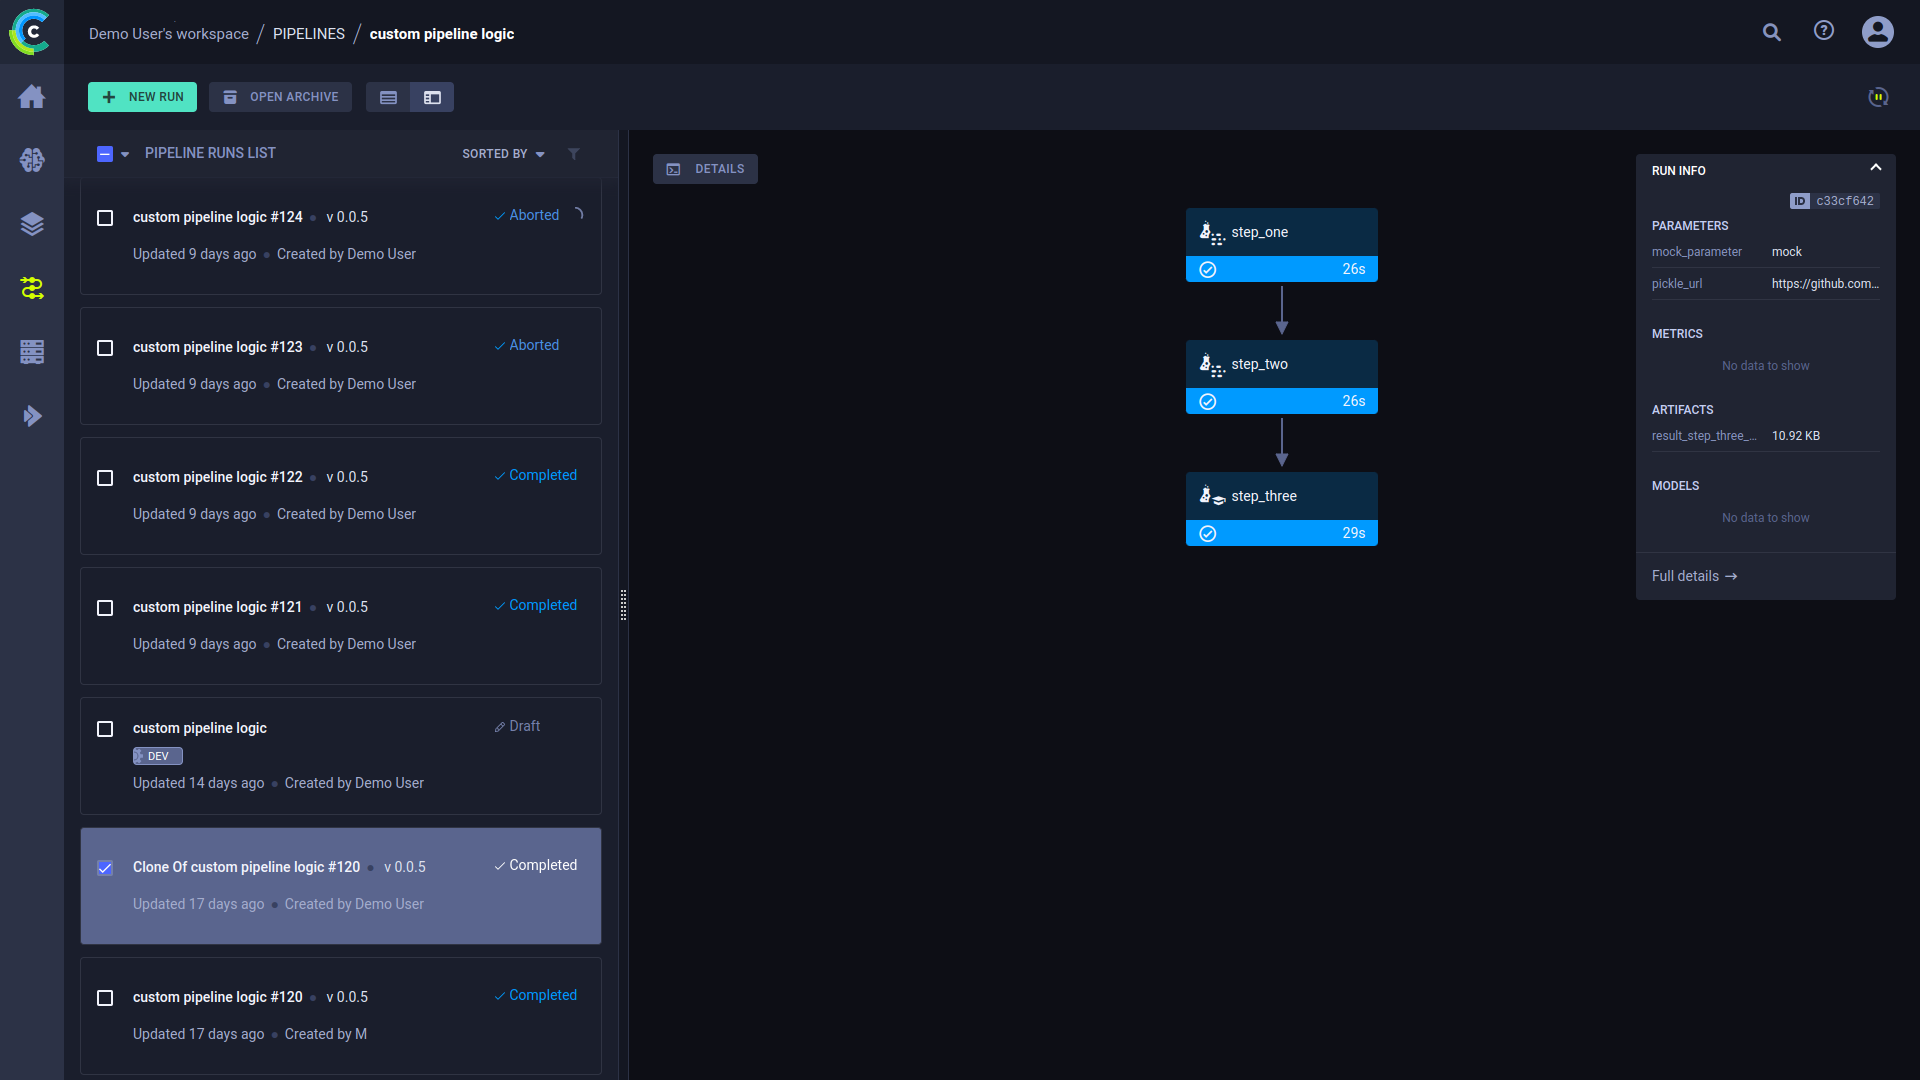 Demo User's workspace / PIPELINES / custom pipeline logic
NEW RUN
OPEN ARCHIVE
PIPELINE RUNS LIST
SORTED BY
custom pipeline logic #124 v 0.0.5 Aborted
Updated 9 days ago Created by Demo User
custom pipeline logic #123 v 0.0.5 Aborted
Updated 9 days ago Created by Demo User
custom pipeline logic #122 v 0.0.5 Completed
Updated 9 days ago Created by Demo User
custom pipeline logic #121 v 0.0.5 Completed
Updated 9 days ago Created by Demo User
custom pipeline logic Draft
DEV
Updated 14 days ago Created by Demo User
Clone Of custom pipeline logic #120 v 0.0.5 Completed
Updated 17 days ago Created by Demo User
custom pipeline logic #120 v 0.0.5 Completed
Updated 17 days ago Created by M
DETAILS
step_one
26s
step_two
26s
step_three
29s
RUN INFO
ID c33cf642
PARAMETERS
mock_parameter mock
pickle_url https://github.com...
METRICS
No data to show
ARTIFACTS
result_step_three_... 10.92 KB
MODELS
No data to show
Full details →